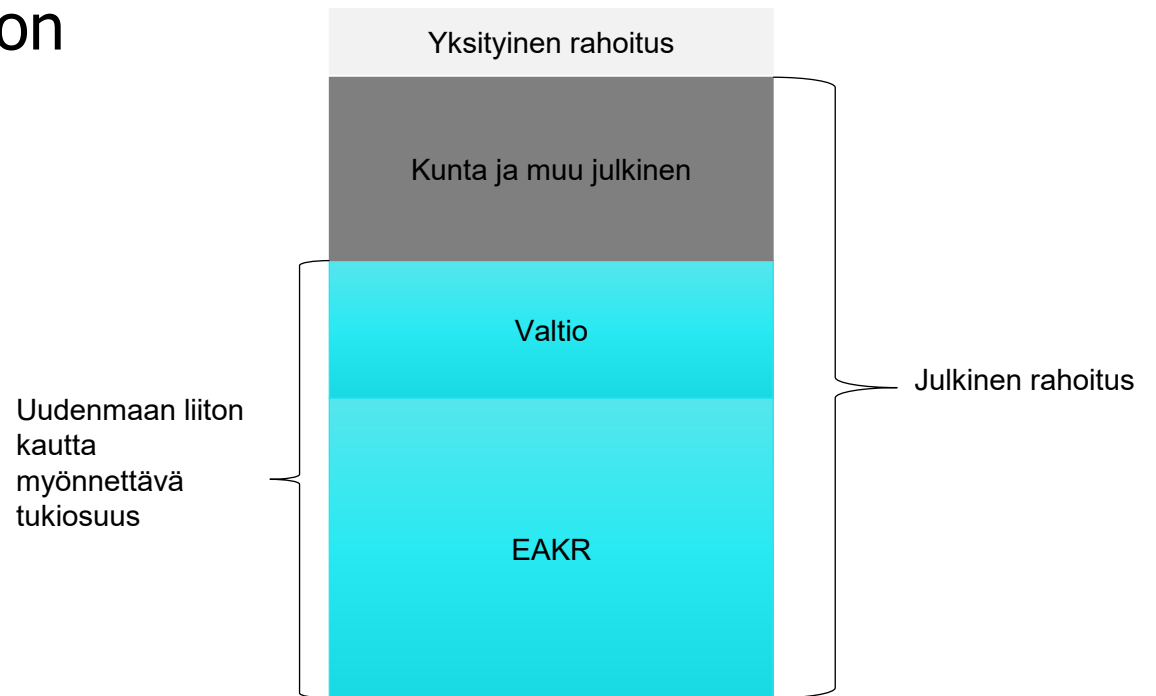 on
Yksityinen rahoitus
Kunta ja muu julkinen
Valtio
Julkinen rahoitus
Uudenmaan liiton
kautta
myönnettävä
tukiosuus
EAKR